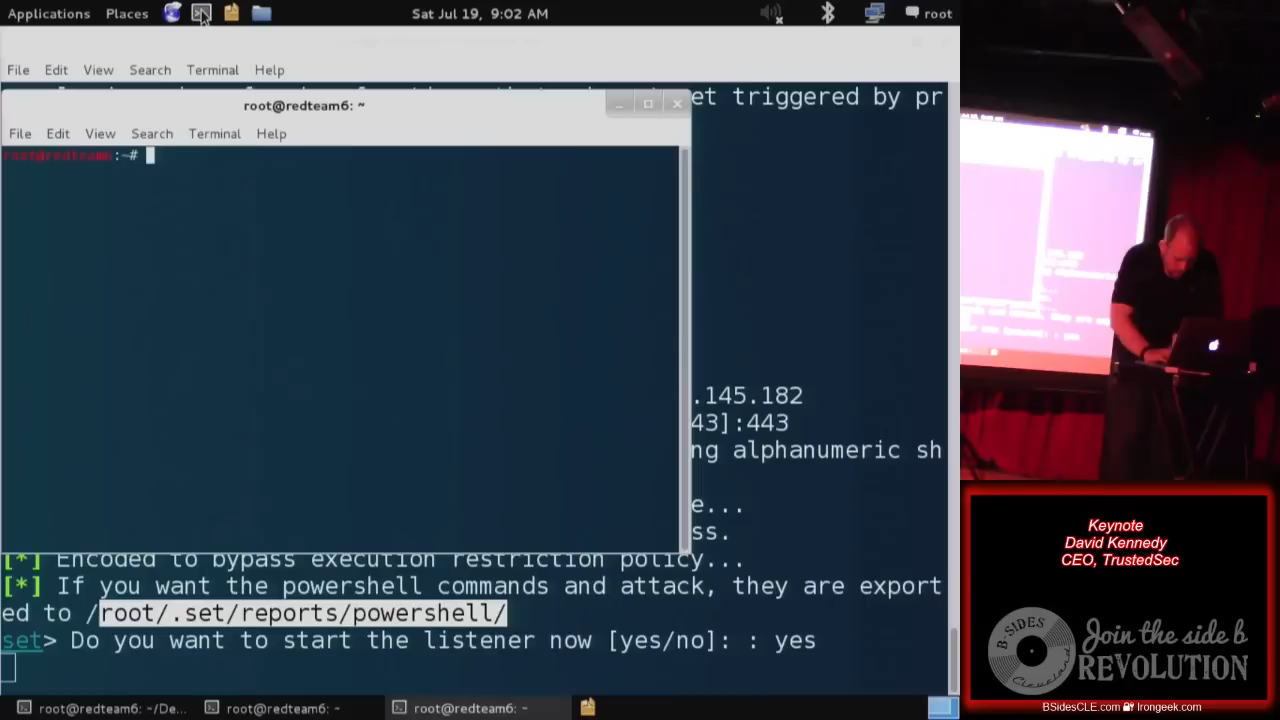 Applications Places Sat Jul 19, 9:02 AM root
File Edit View Search Terminal Help
et triggered by pr
root@redteam6: ~
File Edit View Search Terminal Help
root@redteam6:~#
.145.182
43]:443
ng alphanumeric sh
e...
ss.
[*] Encoded to bypass execution restriction policy...
[*] If you want the powershell commands and attack, they are export
ed to /root/.set/reports/powershell/
set> Do you want to start the listener now [yes/no]: : yes
root@redteam6: ~/De... root@redteam6: ~ root@redteam6: ~
Keynote
David Kennedy
CEO, TrustedSec
B-SIDES
Cleveland
Join the side b
REVOLUTION
BSidesCLE.com Irongeek.com